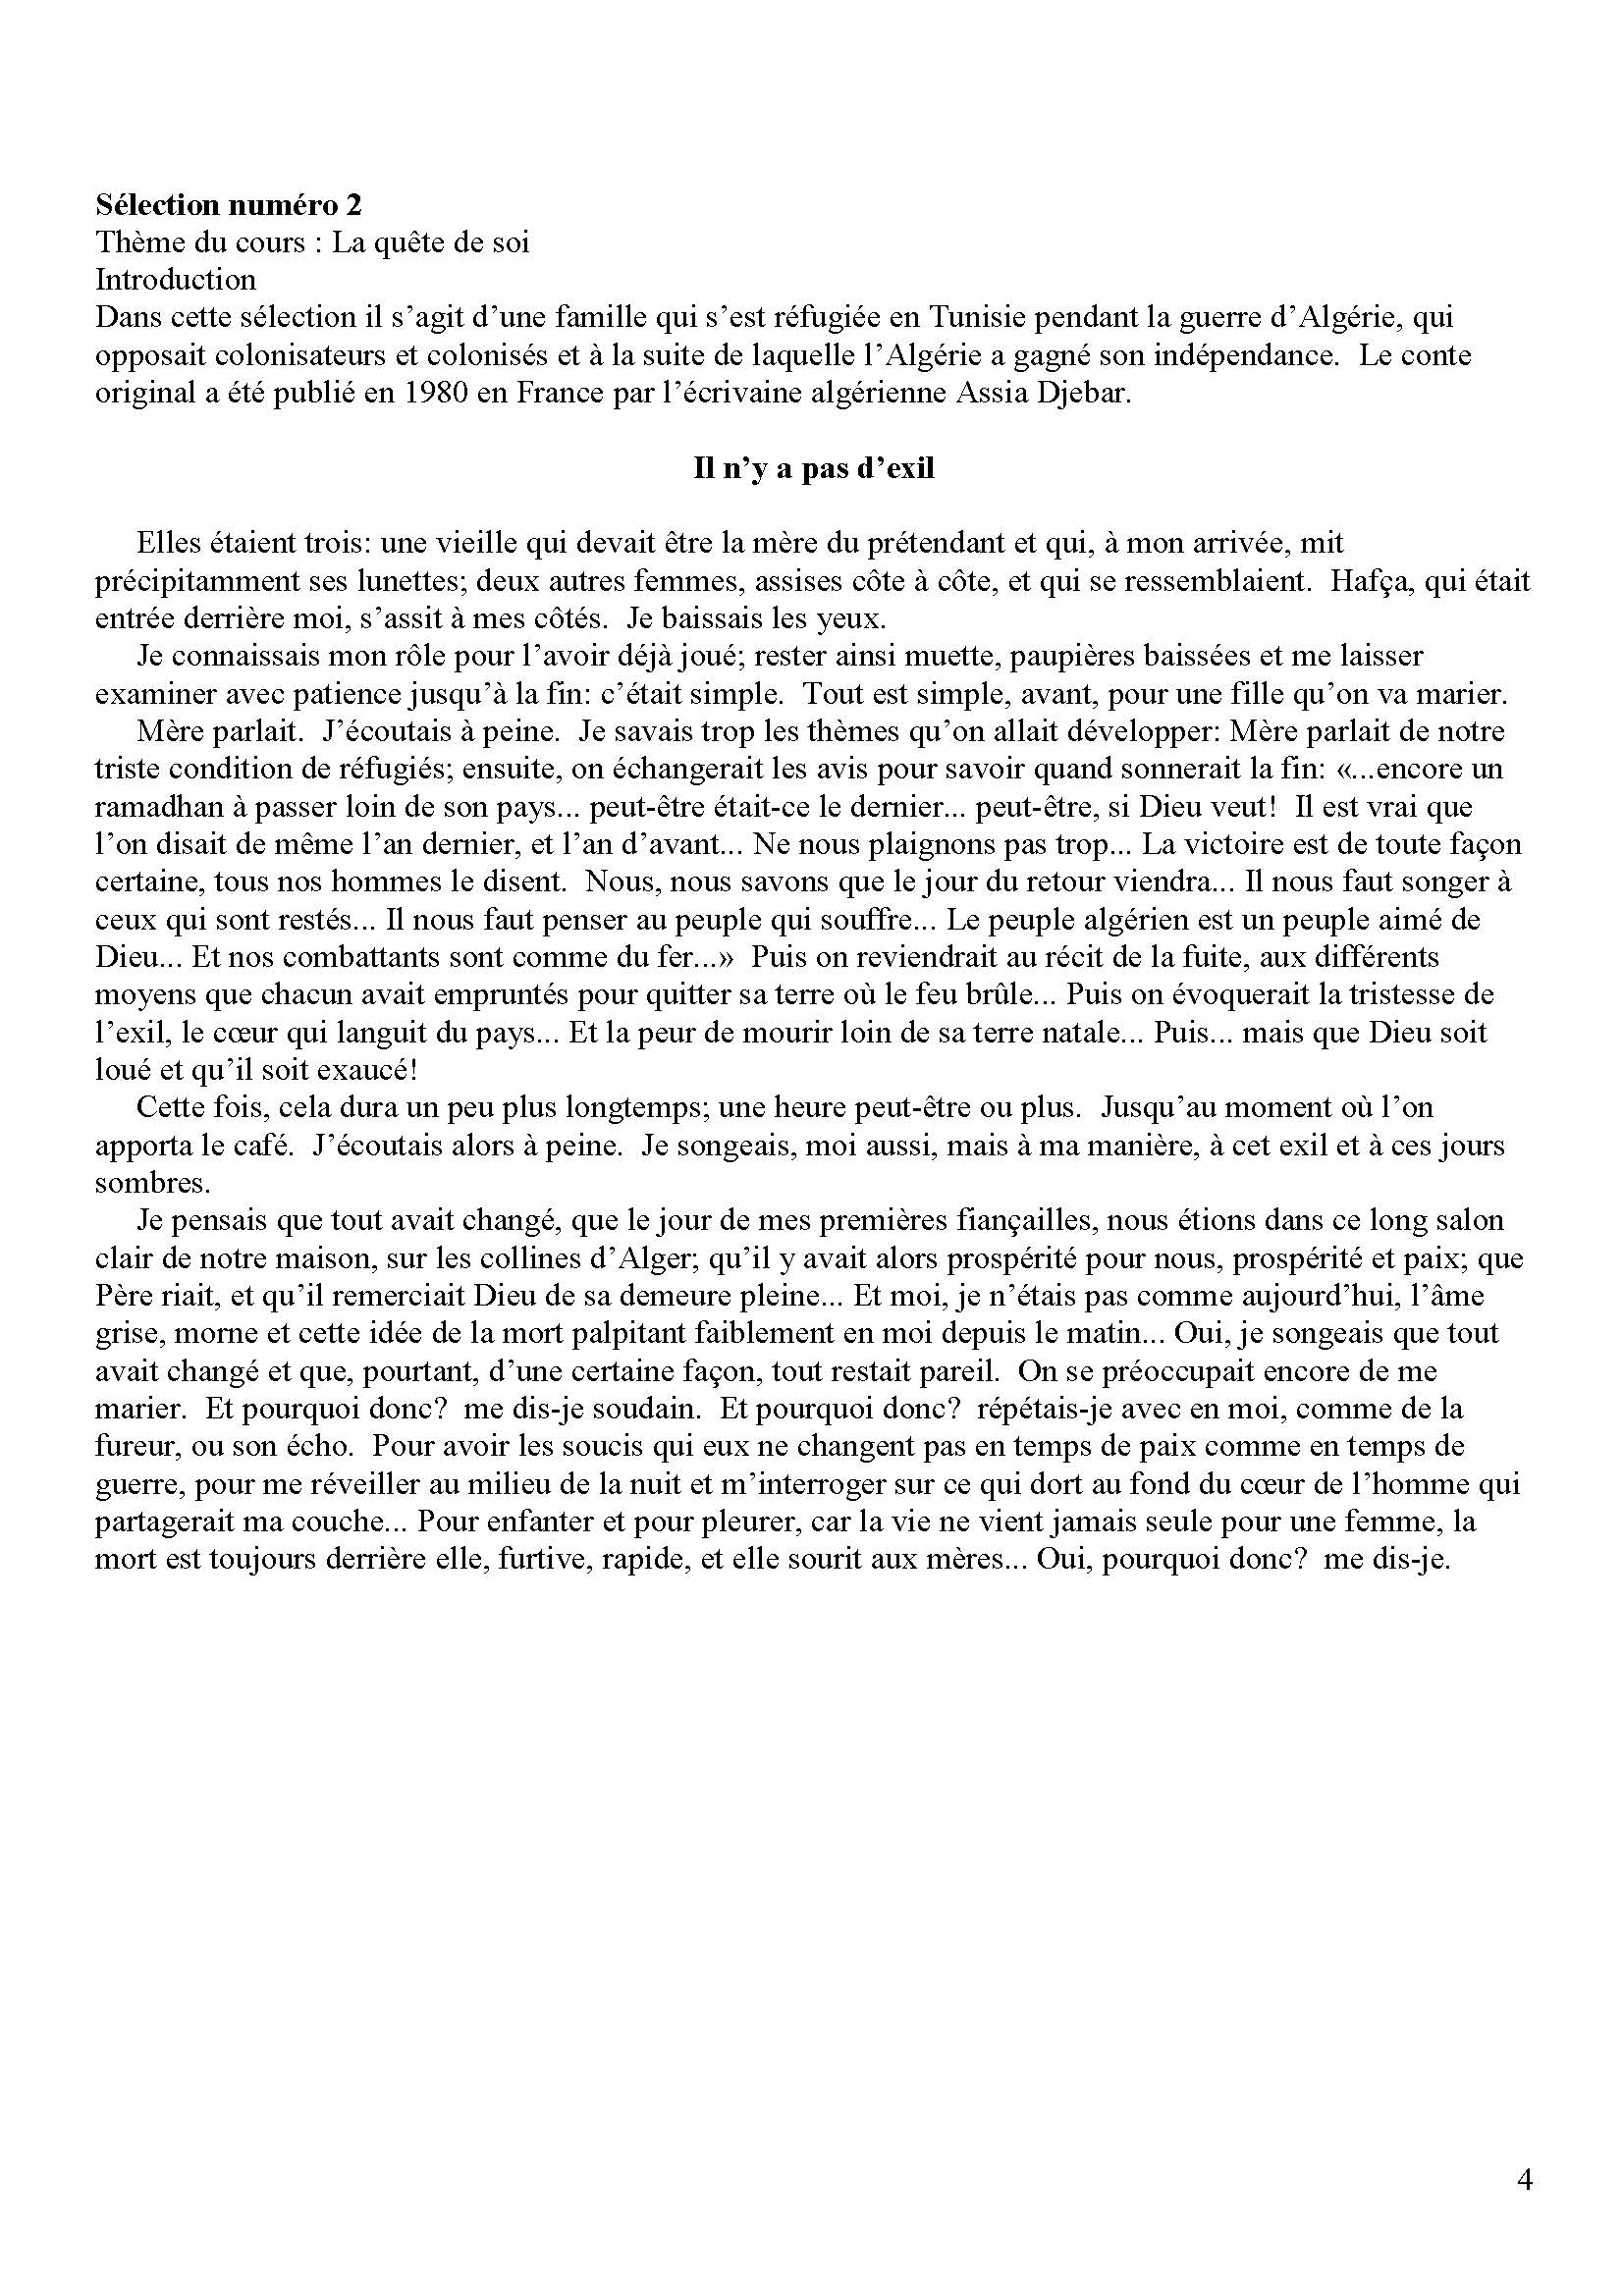 Sélection numéro 2
Thème du cours : La quête de soi
Introduction
Dans cette sélection il s’agit d’une famille qui s’est réfugiée en Tunisie pendant la guerre d’Algérie, qui
opposait colonisateurs et colonisés et à la suite de laquelle l’Algérie a gagné son indépendance.  Le conte
original a été publié en 1980 en France par l’écrivaine algérienne Assia Djebar.
Il n’y a pas d’exil
Elles étaient trois: une vieille qui devait être la mère du prétendant et qui, à mon arrivée, mit
précipitamment ses lunettes; deux autres femmes, assises côte à côte, et qui se ressemblaient.  Hafça, qui était
entrée derrière moi, s’assit à mes côtés.  Je baissais les yeux.
Je connaissais mon rôle pour l’avoir déjà joué; rester ainsi muette, paupières baissées et me laisser
examiner avec patience jusqu’à la fin: c’était simple.  Tout est simple, avant, pour une fille qu’on va marier.
Mère parlait.  J’écoutais à peine.  Je savais trop les thèmes qu’on allait développer: Mère parlait de notre
triste condition de réfugiés; ensuite, on échangerait les avis pour savoir quand sonnerait la fin: «...encore un
ramadhan à passer loin de son pays... peut-être était-ce le dernier... peut-être, si Dieu veut!  Il est vrai que
l’on disait de même l’an dernier, et l’an d’avant... Ne nous plaignons pas trop... La victoire est de toute façon
certaine, tous nos hommes le disent.  Nous, nous savons que le jour du retour viendra... Il nous faut songer à
ceux qui sont restés... Il nous faut penser au peuple qui souffre... Le peuple algérien est un peuple aimé de
Dieu... Et nos combattants sont comme du fer...»  Puis on reviendrait au récit de la fuite, aux différents
moyens que chacun avait empruntés pour quitter sa terre où le feu brûle... Puis on évoquerait la tristesse de
l’exil, le cœur qui languit du pays... Et la peur de mourir loin de sa terre natale... Puis... mais que Dieu soit
loué et qu’il soit exaucé!
Cette fois, cela dura un peu plus longtemps; une heure peut-être ou plus.  Jusqu’au moment où l’on
apporta le café.  J’écoutais alors à peine.  Je songeais, moi aussi, mais à ma manière, à cet exil et à ces jours
sombres.
Je pensais que tout avait changé, que le jour de mes premières fiançailles, nous étions dans ce long salon
clair de notre maison, sur les collines d’Alger; qu’il y avait alors prospérité pour nous, prospérité et paix; que
Père riait, et qu’il remerciait Dieu de sa demeure pleine... Et moi, je n’étais pas comme aujourd’hui, l’âme
grise, morne et cette idée de la mort palpitant faiblement en moi depuis le matin... Oui, je songeais que tout
avait changé et que, pourtant, d’une certaine façon, tout restait pareil.  On se préoccupait encore de me
marier.  Et pourquoi donc?  me dis-je soudain.  Et pourquoi donc?  répétais-je avec en moi, comme de la
fureur, ou son écho.  Pour avoir les soucis qui eux ne changent pas en temps de paix comme en temps de
guerre, pour me réveiller au milieu de la nuit et m’interroger sur ce qui dort au fond du cœur de l’homme qui
partagerait ma couche... Pour enfanter et pour pleurer, car la vie ne vient jamais seule pour une femme, la
mort est toujours derrière elle, furtive, rapide, et elle sourit aux mères... Oui, pourquoi donc?  me dis-je.
4